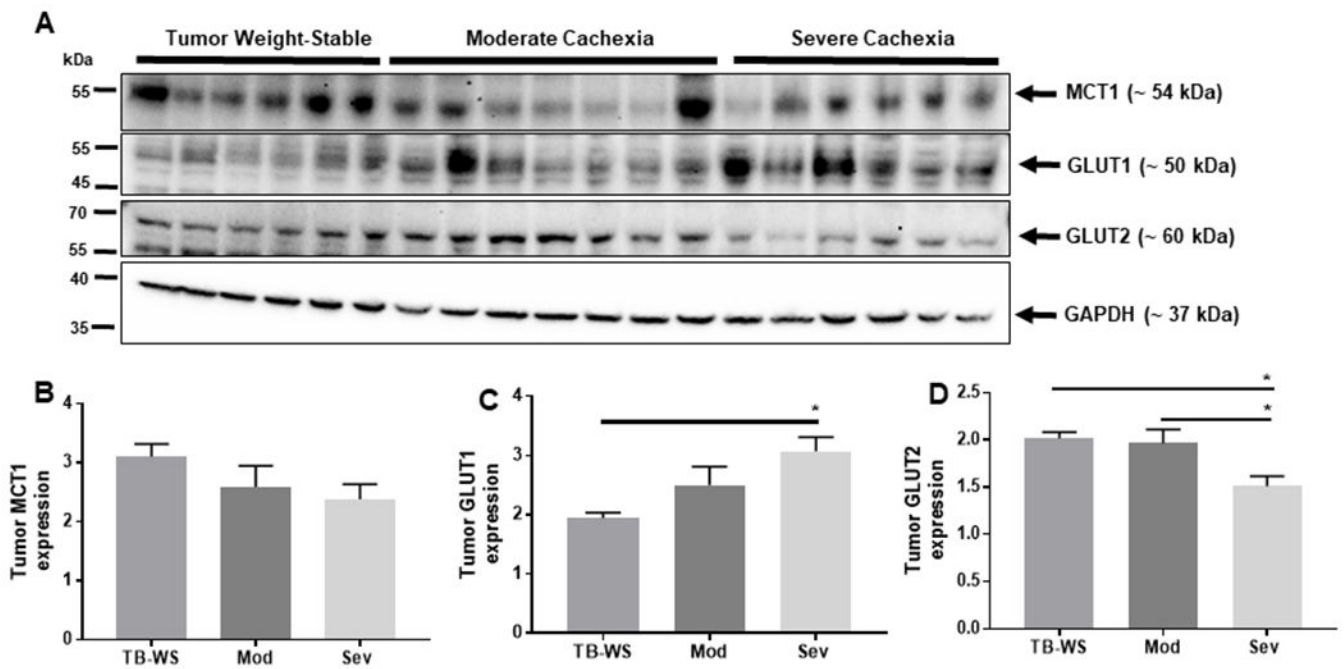 A
Tumor Weight-Stable Moderate Cachexia Severe Cachexia
kDa
55 MCT1 (~ 54 kDa)
55
GLUT1 (~ 50 kDa)
45
70
GLUT2 (~ 60 kDa)
55
40
GAPDH (~ 37 kDa)
35
B
Tumor MCT1
expression
4
3
2
1
0
TB-WS Mod Sev
C
Tumor GLUT1
expression
4
3
2
1
0
*
TB-WS Mod Sev
D
Tumor GLUT2
expression
2.5
2.0
1.5
1.0
0.5
0.0
*
*
TB-WS Mod Sev